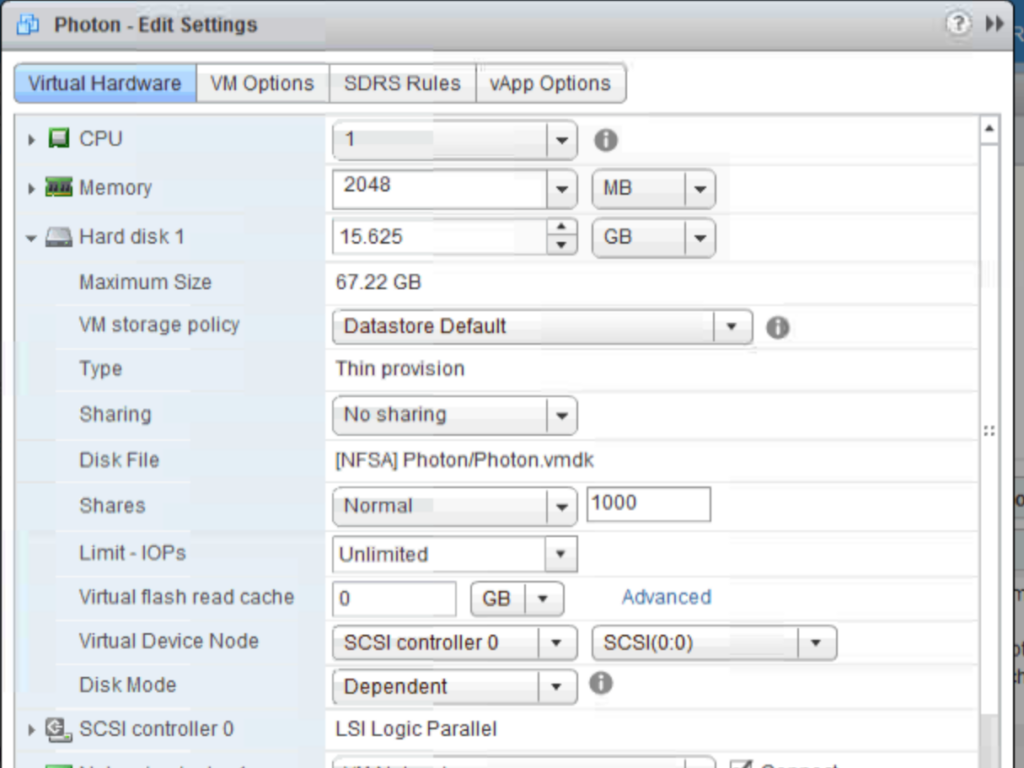 Photon - Edit Settings
Virtual Hardware VM Options SDRS Rules vApp Options
CPU 1
Memory 2048 MB
Hard disk 1 15.625 GB
Maximum Size 67.22 GB
VM storage policy Datastore Default
Type Thin provision
Sharing No sharing
Disk File [NFSA] Photon/Photon.vmdk
Shares Normal 1000
Limit - IOPs Unlimited
Virtual flash read cache 0 GB Advanced
Virtual Device Node SCSI controller 0 SCSI(0:0)
Disk Mode Dependent
SCSI controller 0 LSI Logic Parallel